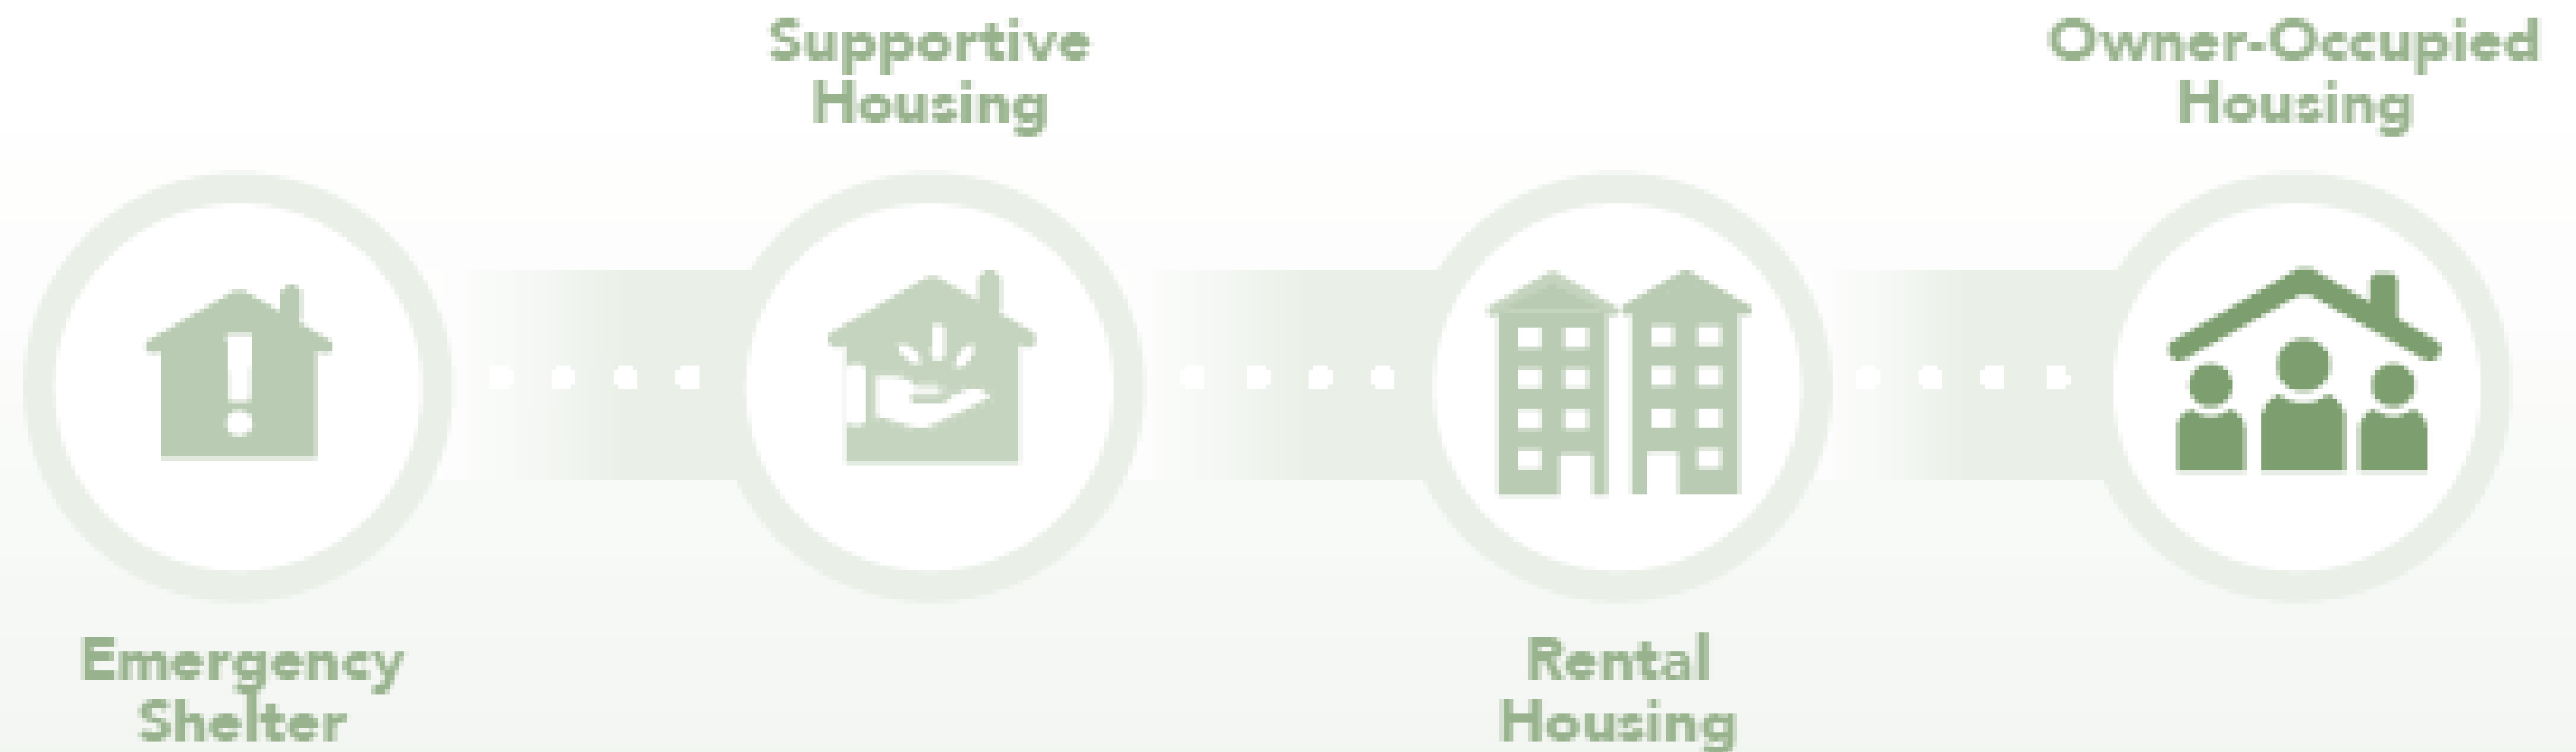 Supportive
Housing
Owner-Occupied
Housing
Emergency
Shelter
Rental
Housing